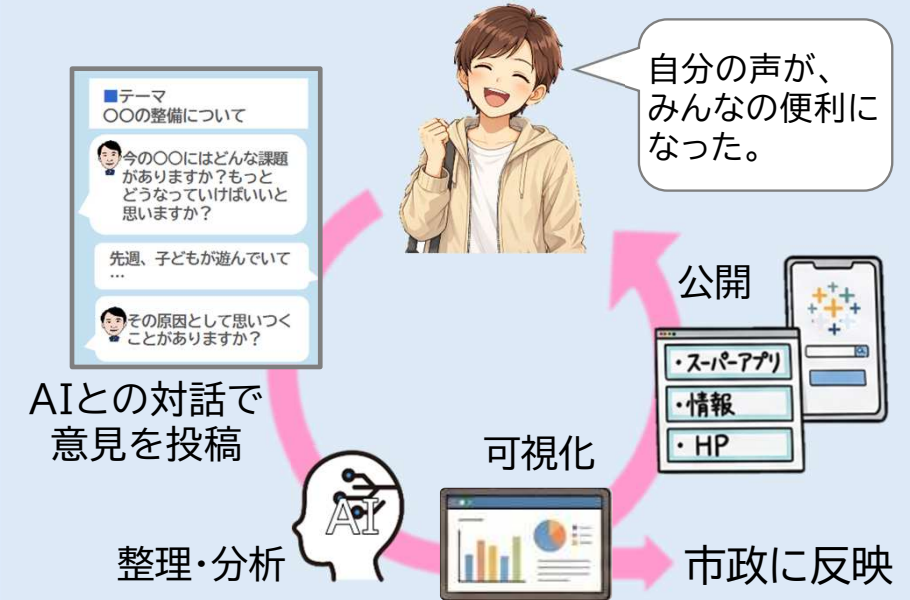 ■テーマ
〇〇の整備について
今の〇〇にはどんな課題
がありますか？もっと
どうなっていけばいいと
思いますか？
先週、子どもが遊んでいて
…
その原因として思いつく
ことがありますか？
自分の声が、
みんなの便利に
なった。
AIとの対話で
意見を投稿
整理・分析
AI
可視化
公開
・スーパーアプリ
・情報
・HP
市政に反映